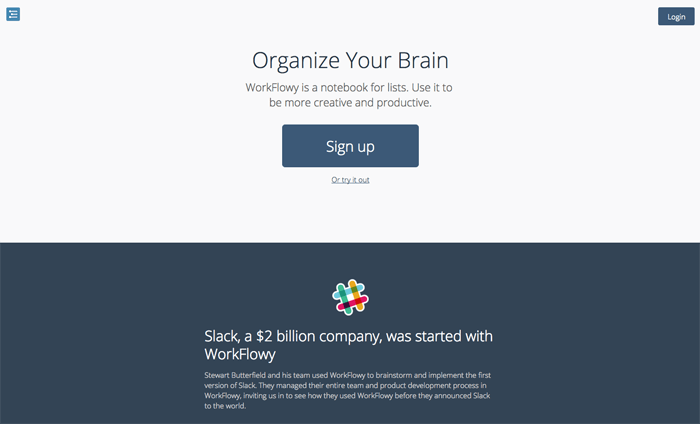 Login
Organize Your Brain
WorkFlowy is a notebook for lists. Use it to
be more creative and productive.
Sign up
Or try it out
Slack, a $2 billion company, was started with
WorkFlowy
Stewart Butterfield and his team used WorkFlowy to brainstorm and implement the first
version of Slack. They managed their entire team and product development process in
WorkFlowy, inviting us in to see how they used WorkFlowy before they announced Slack
to the world.